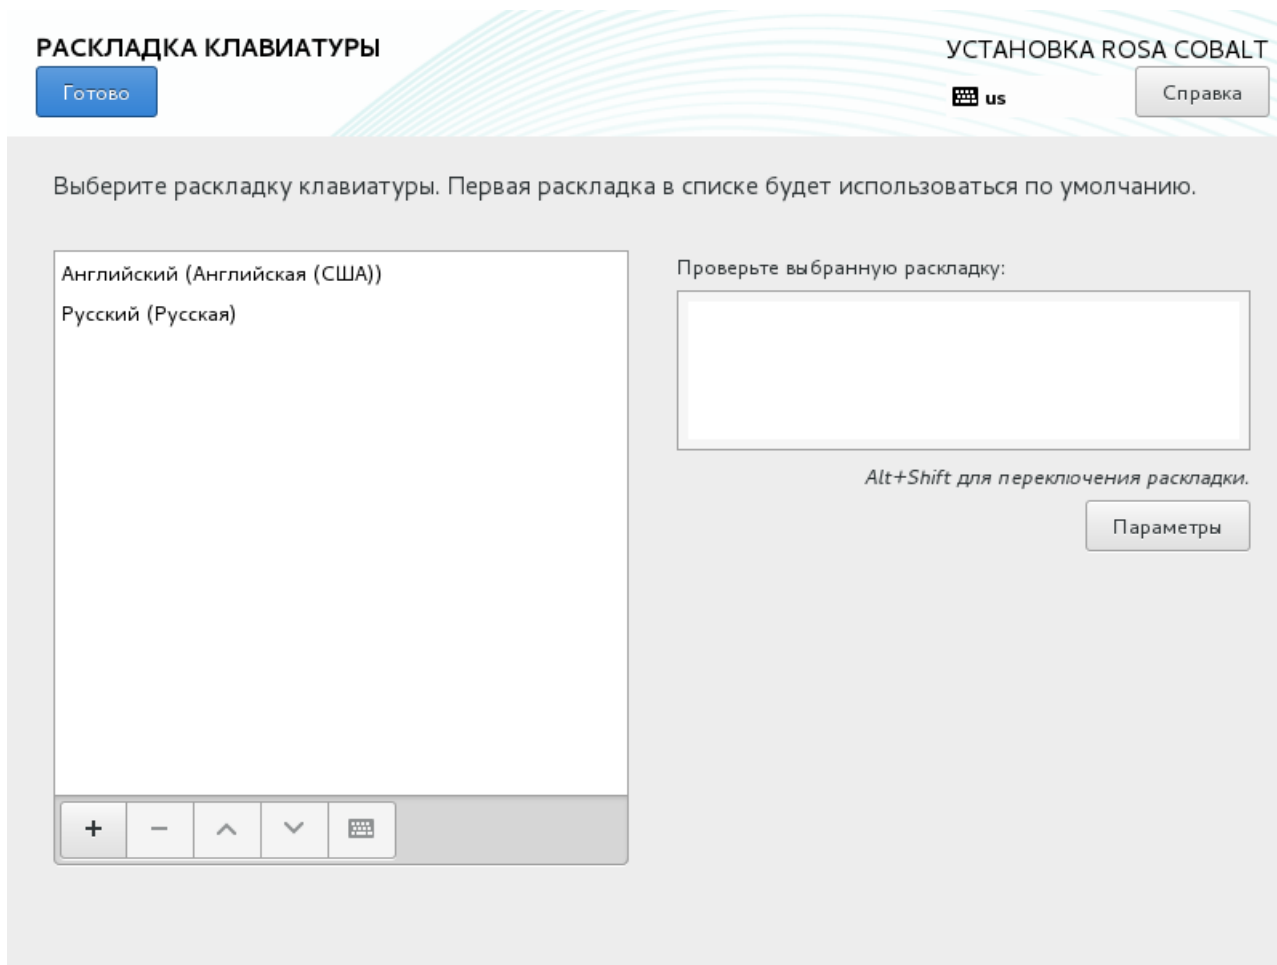 РАСКЛАДКА КЛАВИАТУРЫ
УСТАНОВКА ROSA COBALT
Готово
us
Справка
Выберите раскладку клавиатуры. Первая раскладка в списке будет использоваться по умолчанию.
Английский (Английская (США))
Русский (Русская)
Проверьте выбранную раскладку:
Alt+Shift для переключения раскладки.
Параметры